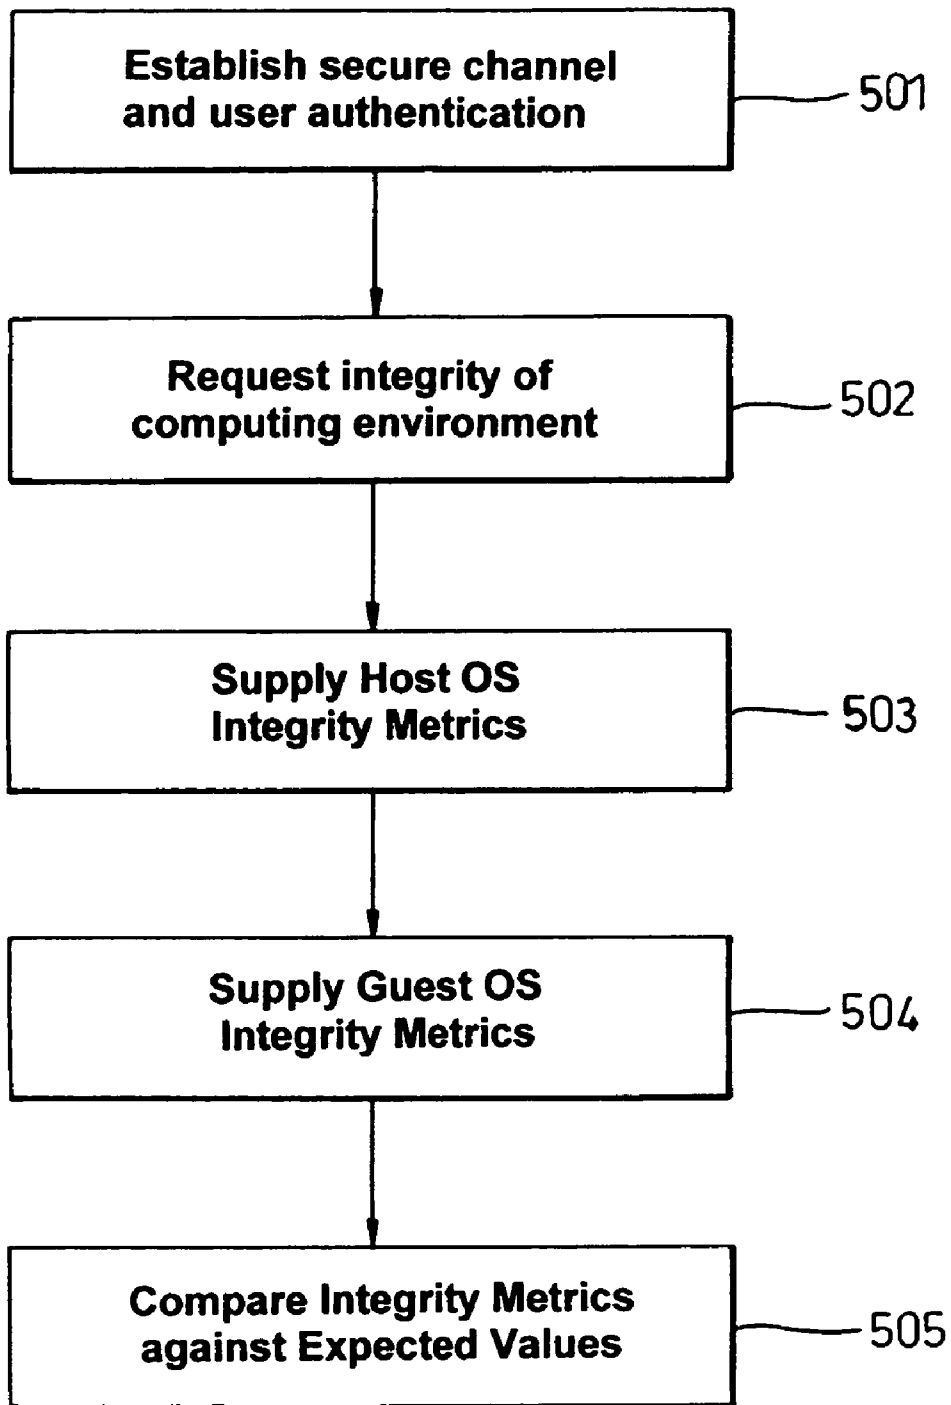 Establish secure channel
and user authentication
501
Request integrity of
computing environment
502
Supply Host OS
Integrity Metrics
503
Supply Guest OS
Integrity Metrics
504
Compare Integrity Metrics
against Expected Values
505